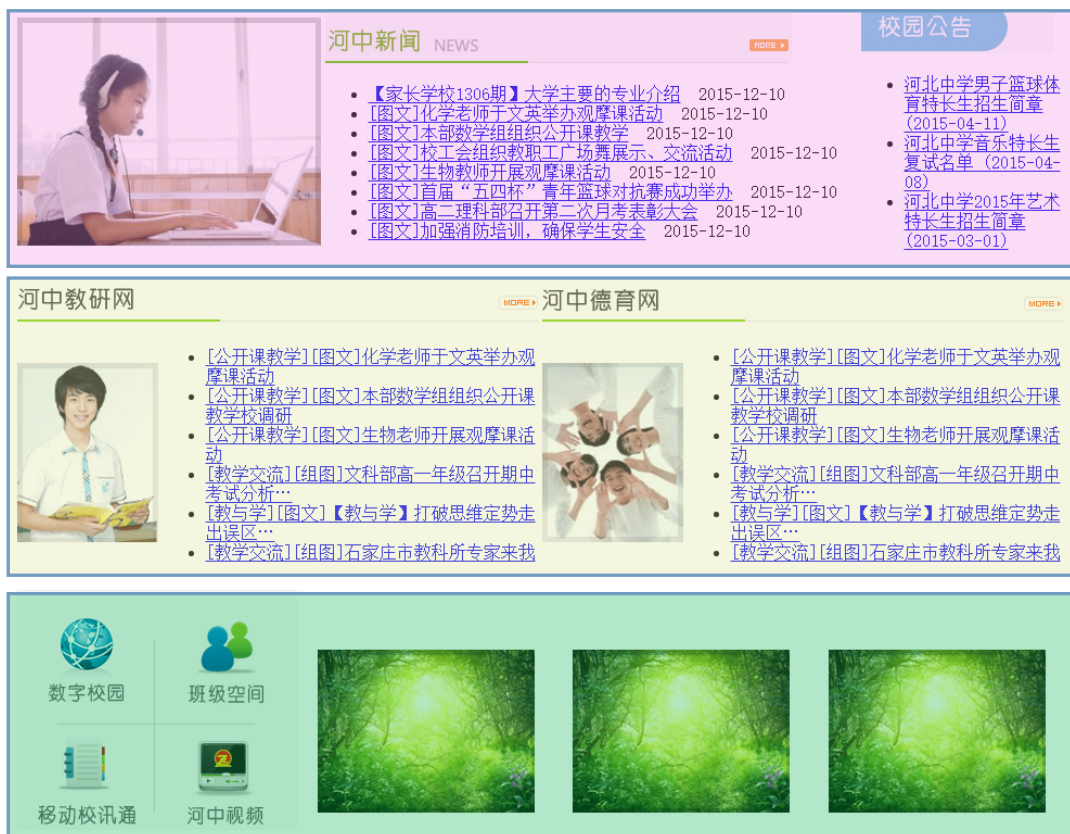 河中新闻 NEWS
MORE
【家长学校1306期】大学主要的专业介绍 2015-12-10
[图文]化学老师于文英举办观摩课活动 2015-12-10
[图文]本部数学组组织公开课教学 2015-12-10
[图文]校工会组织教职工广场舞展示、交流活动 2015-12-10
[图文]生物教师开展观摩课活动 2015-12-10
[图文]首届“五四杯”青年篮球对抗赛成功举办 2015-12-10
[图文]高二理科部召开第二次月考表彰大会 2015-12-10
[图文]加强消防培训，确保学生安全 2015-12-10
校园公告
河北中学男子篮球体
育特长生招生简章
(2015-04-11)
河北中学音乐特长生
复试名单 (2015-04-
08)
河北中学2015年艺术
特长生招生简章
(2015-03-01)
河中教研网
MORE
[公开课教学][图文]化学老师于文英举办观
摩课活动
[公开课教学][图文]本部数学组组织公开课
教学校调研
[公开课教学][图文]生物老师开展观摩课活
动
[教学交流][组图]文科部高一年级召开期中
考试分析…
[教与学][图文]【教与学】打破思维定势走
出误区…
[教学交流][组图]石家庄市教科所专家来我
河中德育网
MORE
[公开课教学][图文]化学老师于文英举办观
摩课活动
[公开课教学][图文]本部数学组组织公开课
教学校调研
[公开课教学][图文]生物老师开展观摩课活
动
[教学交流][组图]文科部高一年级召开期中
考试分析…
[教与学][图文]【教与学】打破思维定势走
出误区…
[教学交流][组图]石家庄市教科所专家来我
数字校园
班级空间
移动校讯通
河中视频